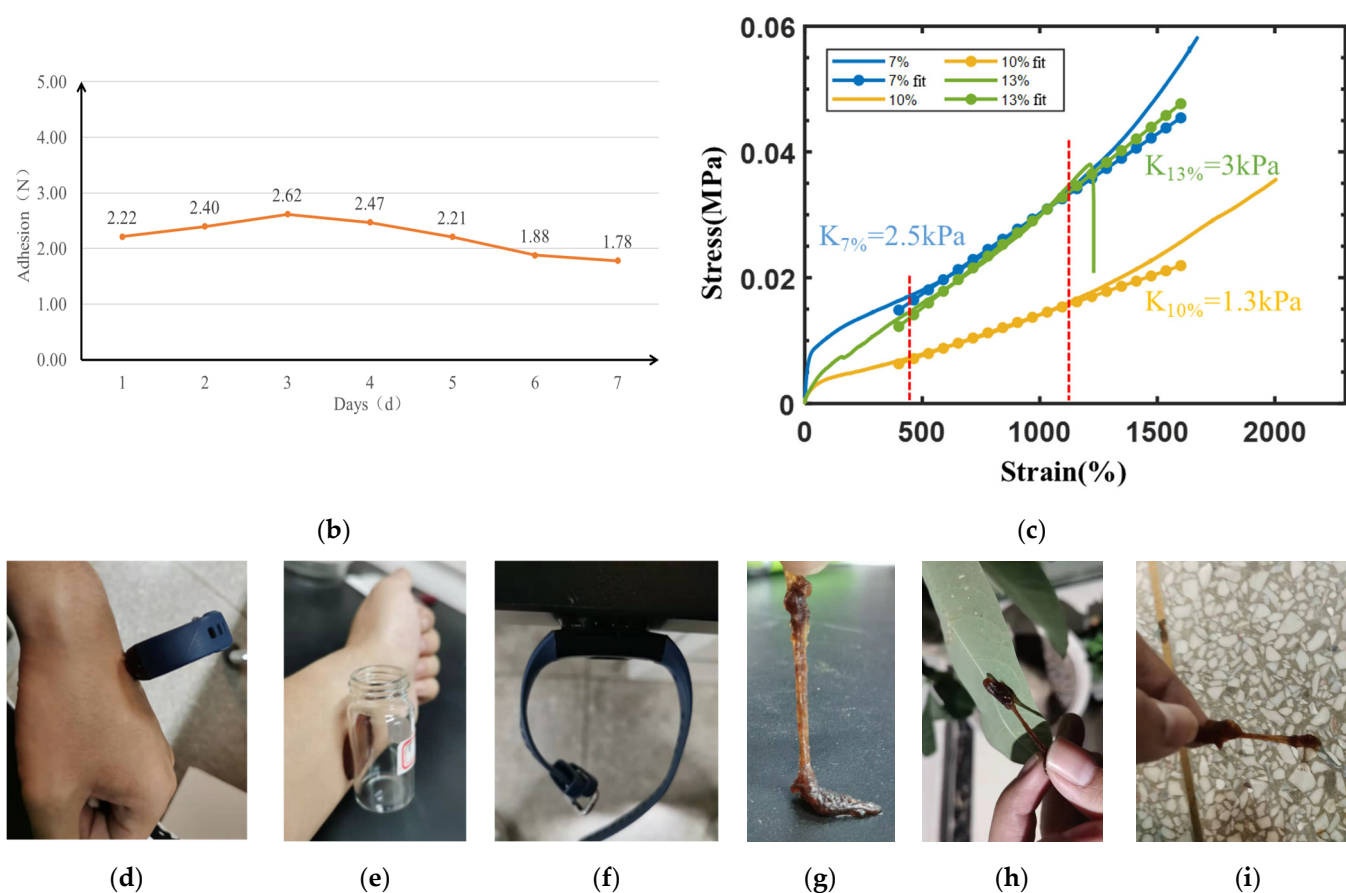 5.00
4.00
3.00
2.00
1.00
0.00
Adhesion（N）
2.22
2.40
2.62
2.47
2.21
1.88
1.78
1 2 3 4 5 6 7
Days（d）
(b)
0.06
0.04
0.02
0
Stress(MPa)
7% 10% fit
7% fit 13%
10% 13% fit
K13%=3kPa
K7%=2.5kPa
K10%=1.3kPa
0 500 1000 1500 2000
Strain(%)
(c)
(d) (e) (f) (g) (h) (i)